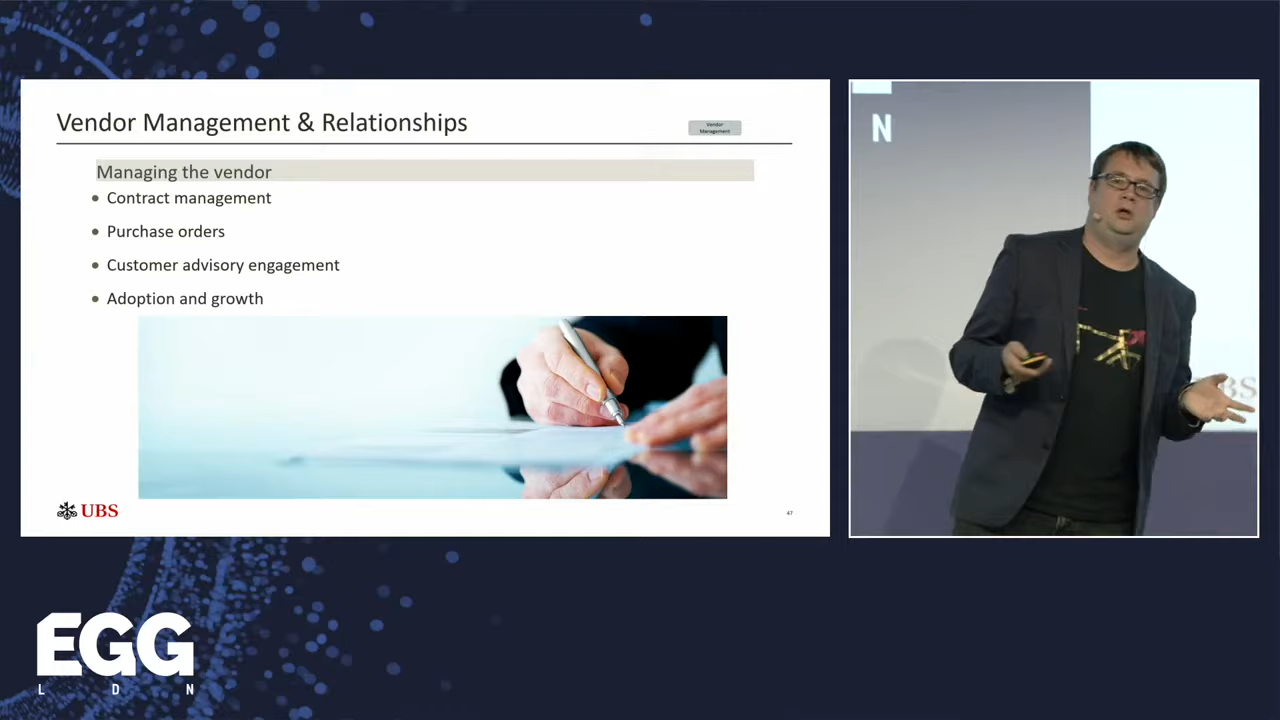 Vendor Management & Relationships
Vendor
Management
Managing the vendor
Contract management
Purchase orders
Customer advisory engagement
Adoption and growth
UBS
47
N
UBS
EGG
L D N